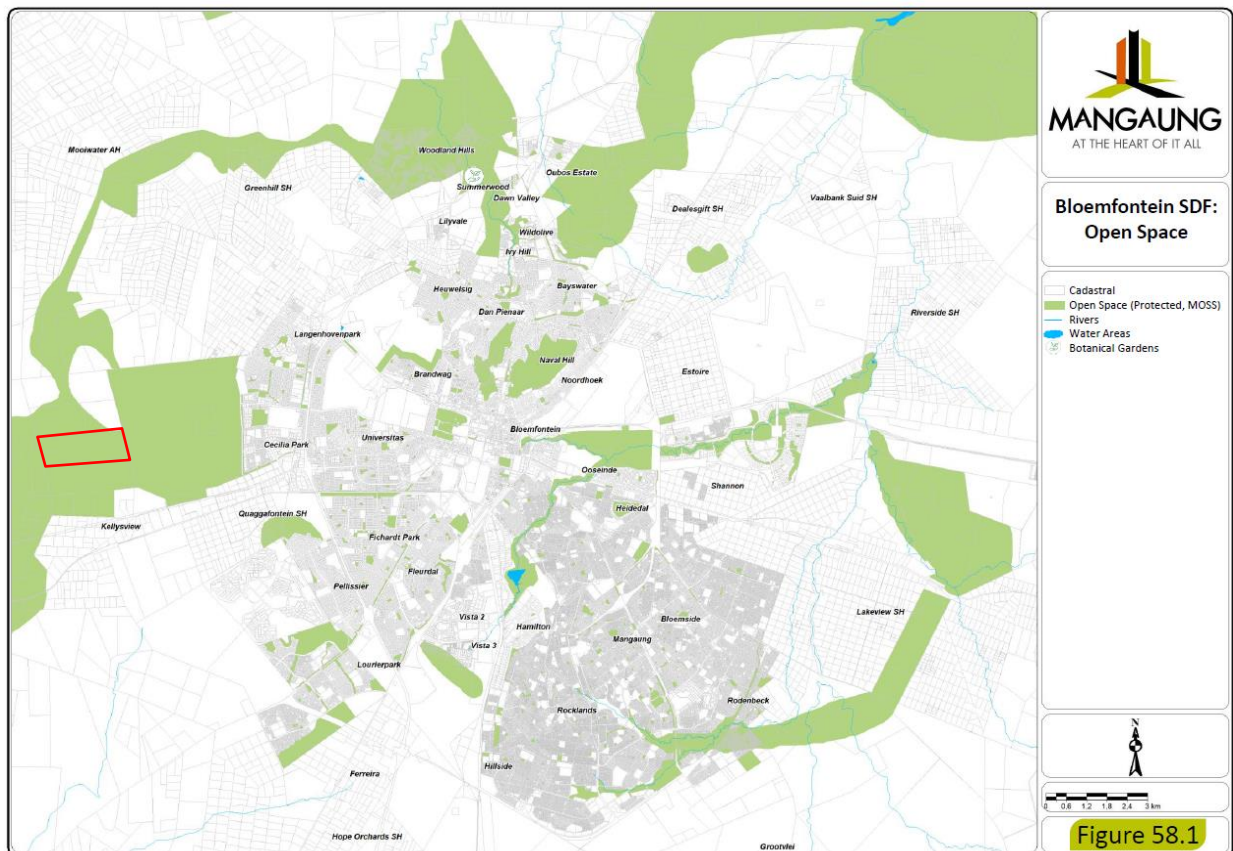 Mooiwater AH
Woodland Hills
Greenhill SH
Summerwood
Oubos Estate
Dawn Valley
Lilyvale
Dealesgift SH
Vaalbank Suid SH
Wildolive
Ivy Hill
Heuwelsig
Bayswater
Dan Pienaar
Riverside SH
Langenhovenpark
Naval Hill
Brandwag
Noordhoek
Estoire
Bloemfontein
Universitas
Cecilia Park
Ooseinde
Shannon
Heidedal
Kellysview
Quaggafontein SH
Fichardt Park
Fleurdal
Pellissier
Vista 2
Hamilton
Bloemside
Lakeview SH
Mangaung
Vista 3
Lourierpark
Rodenbeck
Rocklands
Hillside
Ferreira
Hope Orchards SH
Grootvlei
MANGAUNG
AT THE HEART OF IT ALL
Bloemfontein SDF:
Open Space
Cadastral
Open Space (Protected, MOSS)
Rivers
Water Areas
Botanical Gardens
N
0 0,6 1,2 1,8 2,4 3 km
Figure 58.1